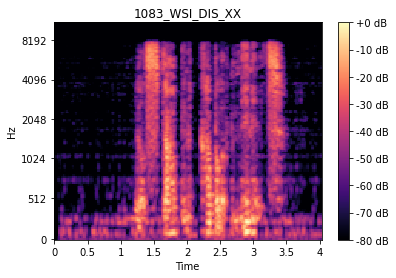 1083_WSI_DIS_XX
+0 dB
8192
-10 dB
4096
-20 dB
-30 dB
2048
Hz
-40 dB
1024
-50 dB
512
-60 dB
-70 dB
0
-80 dB
0 0.5 1 1.5 2 2.5 3 3.5 4
Time